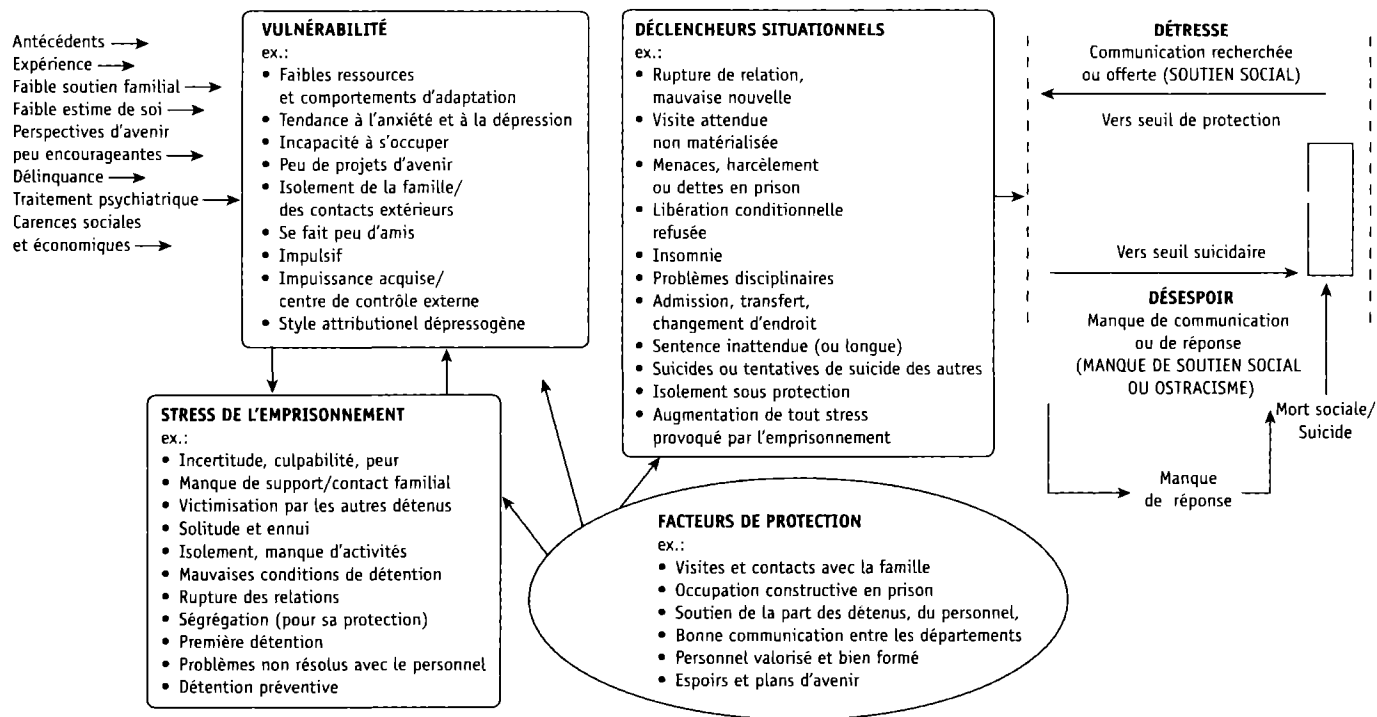 Antécédents
Expérience
Faible soutien familial
Faible estime de soi
Perspectives d'avenir
peu encourageantes
Délinquance
Traitement psychiatrique
Carences sociales
et économiques
VULNÉRABILITÉ
ex.:
• Faibles ressources
et comportements d'adaptation
• Tendance à l'anxiété et à la dépression
• Incapacité à s'occuper
• Peu de projets d'avenir
• Isolement de la famille/
des contacts extérieurs
• Se fait peu d'amis
• Impulsif
• Impuissance acquise/
centre de contrôle externe
• Style attributionel dépressogène
STRESS DE L'EMPRISONNEMENT
ex.:
• Incertitude, culpabilité, peur
• Manque de support/contact familial
• Victimisation par les autres détenus
• Solitude et ennui
• Isolement, manque d'activités
• Mauvaises conditions de détention
• Rupture des relations
• Ségrégation (pour sa protection)
• Première détention
• Problèmes non résolus avec le personnel
• Détention préventive
DÉCLENCHEURS SITUATIONNELS
ex.:
• Rupture de relation,
mauvaise nouvelle
• Visite attendue
non matérialisée
• Menaces, harcèlement
ou dettes en prison
• Libération conditionnelle
refusée
• Insomnie
• Problèmes disciplinaires
• Admission, transfert,
changement d'endroit
• Sentence inattendue (ou longue)
• Suicides ou tentatives de suicide des autres
• Isolement sous protection
• Augmentation de tout stress
provoqué par l'emprisonnement
FACTEURS DE PROTECTION
ex.:
• Visites et contacts avec la famille
• Occupation constructive en prison
• Soutien de la part des détenus, du personnel,
• Bonne communication entre les départements
• Personnel valorisé et bien formé
• Espoirs et plans d'avenir
DÉTRESSE
Communication recherchée
ou offerte (SOUTIEN SOCIAL)
Vers seuil de protection
Vers seuil suicidaire
DÉSESPOIR
Manque de communication
ou de réponse
(MANQUE DE SOUTIEN SOCIAL
OU OSTRACISME)
Mort sociale/
Suicide
Manque
de réponse